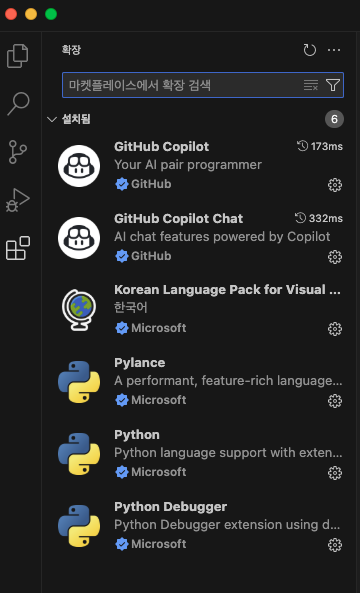 확장
마켓플레이스에서 확장 검색
설치됨 6
GitHub Copilot 173ms
Your AI pair programmer
GitHub
GitHub Copilot Chat 332ms
AI chat features powered by Copilot
GitHub
Korean Language Pack for Visual ...
한국어
Microsoft
Pylance
A performant, feature-rich language...
Microsoft
Python
Python language support with exten...
Microsoft
Python Debugger
Python Debugger extension using d...
Microsoft